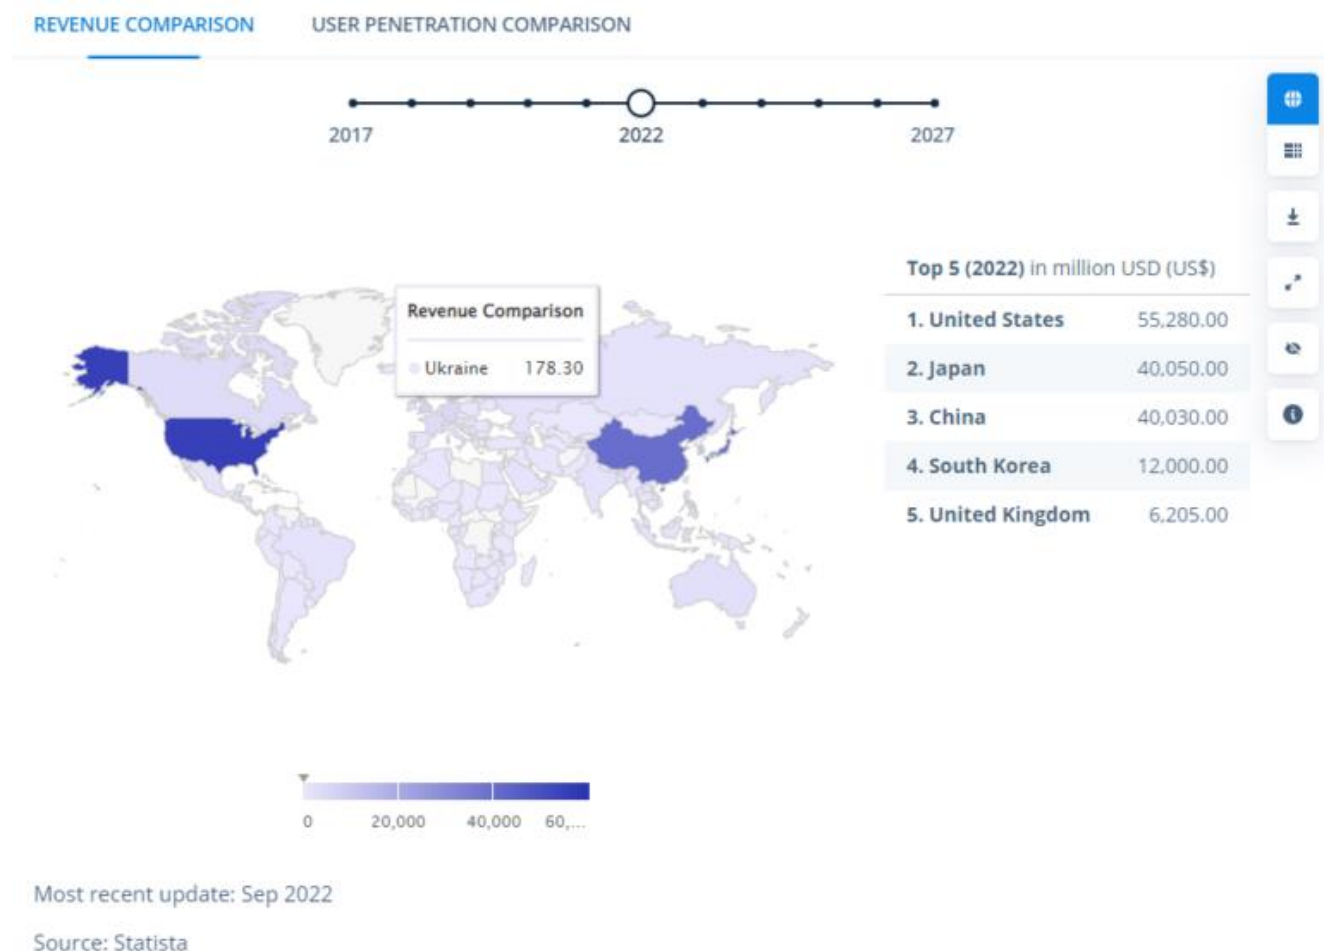 REVENUE COMPARISON USER PENETRATION COMPARISON
2017 2022 2027
Top 5 (2022) in million USD (US$)
1. United States 55,280.00
2. Japan 40,050.00
3. China 40,030.00
4. South Korea 12,000.00
5. United Kingdom 6,205.00
Revenue Comparison
Ukraine 178.30
0 20,000 40,000 60,...
Most recent update: Sep 2022
Source: Statista